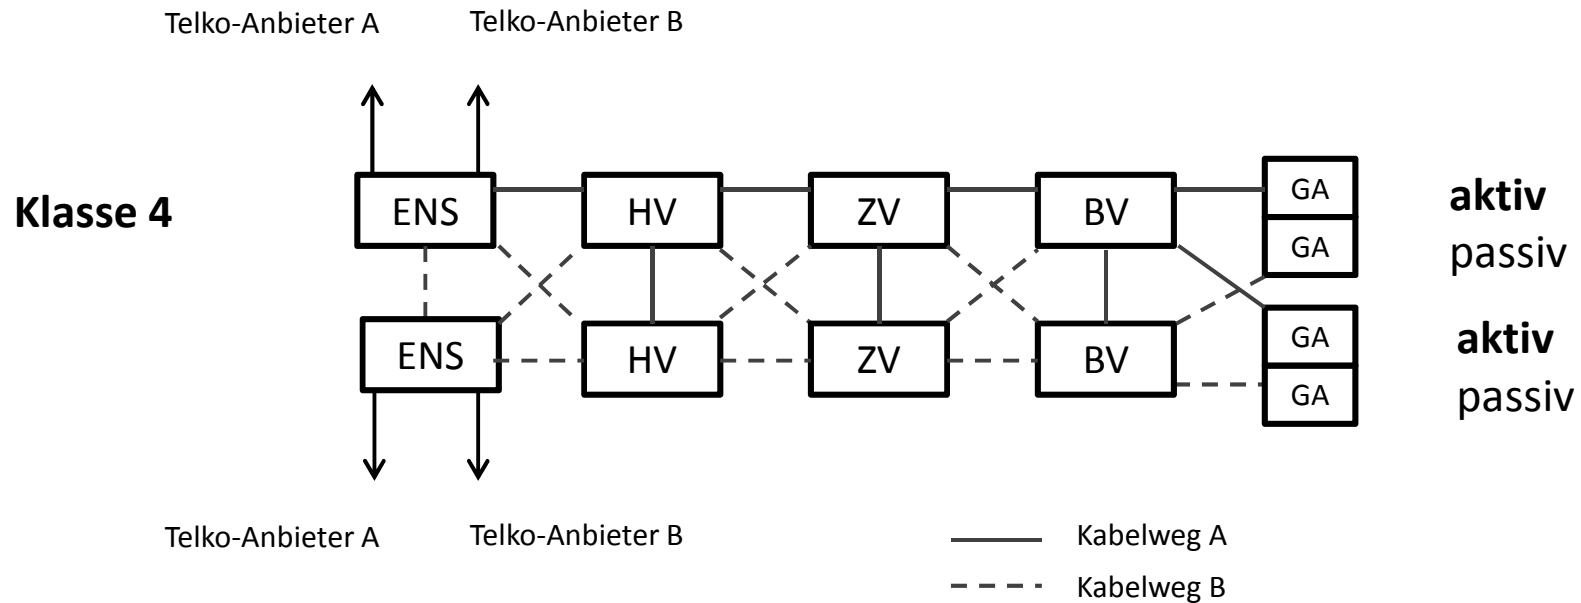 Telko-Anbieter A Telko-Anbieter B
Klasse 4 ENS HV ZV BV GA aktiv
GA passiv
ENS HV ZV BV GA aktiv
GA passiv
Telko-Anbieter A Telko-Anbieter B
Kabelweg A
Kabelweg B